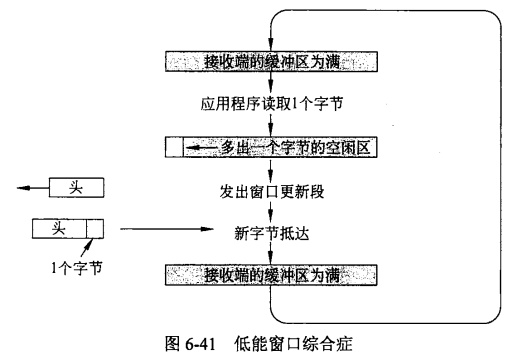 接收端的缓冲区为满
应用程序读取1个字节
多出一个字节的空闲区
头
发出窗口更新段
头
新字节抵达
1个字节
接收端的缓冲区为满
图 6-41 低能窗口综合症